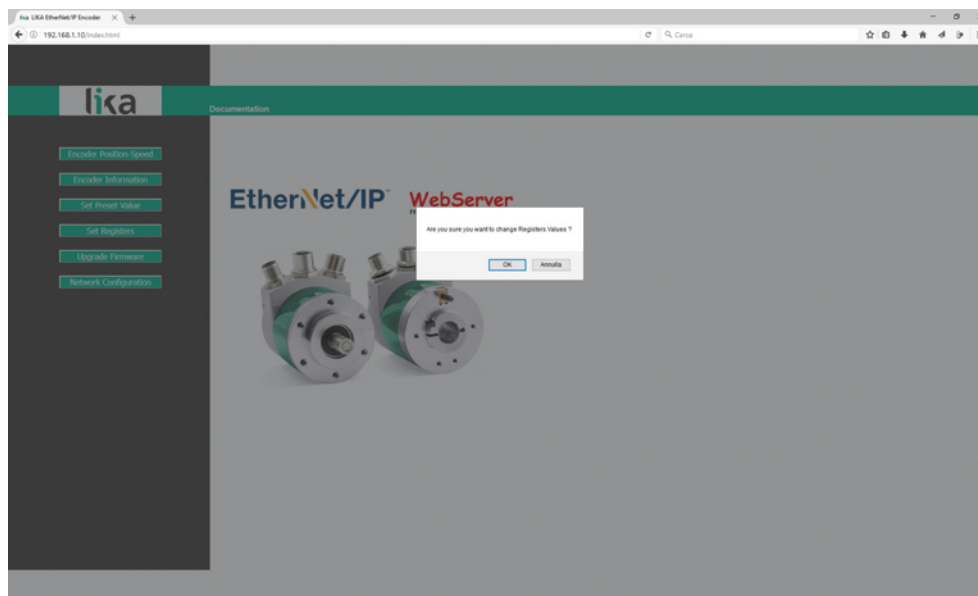 lika LIKA EtherNet/IP Encoder
192.168.1.10/index.html
Cerca
lika
Documentation
Encoder Position-Speed
Encoder Information
Set Preset Value
Set Registers
Upgrade Firmware
Network Configuration
EtherNet/IP™
WebServer
Are you sure you want to change Registers Values ?
OK
Annulla